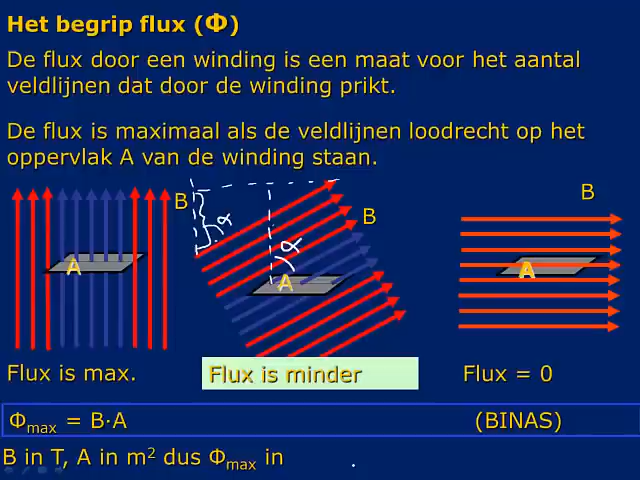 Het begrip flux (Φ)
De flux door een winding is een maat voor het aantal
veldlijnen dat door de winding prikt.
De flux is maximaal als de veldlijnen loodrecht op het
oppervlak A van de winding staan.
B
B
B
α
α
A
A
A
Flux is max.
Flux is minder
Flux = 0
Φmax = B·A
(BINAS)
B in T, A in m² dus Φmax in